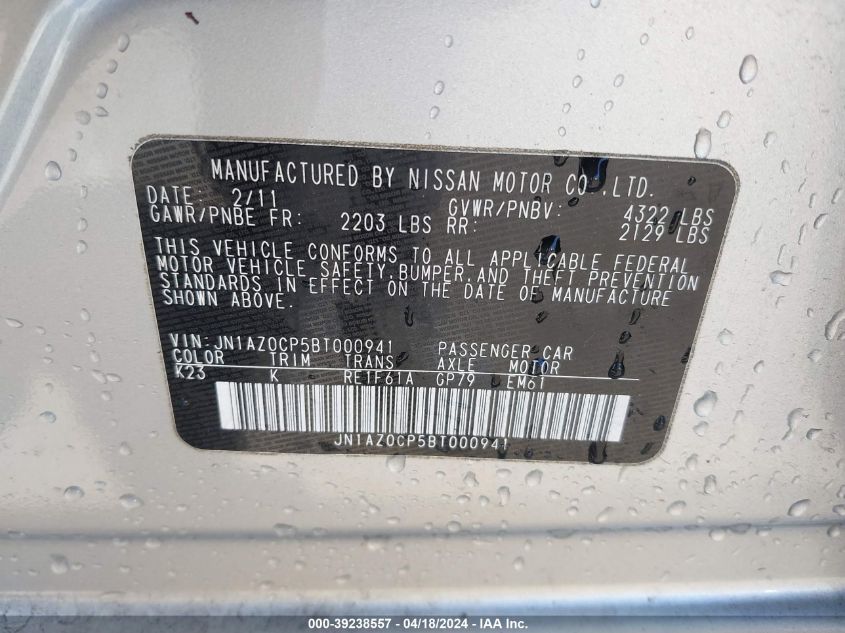 MANUFACTURED BY NISSAN MOTOR CO.,LTD.
DATE: 2/11 GVWR/PNBV: 4322 LBS
GAWR/PNBE FR: 2203 LBS RR: 2129 LBS
THIS VEHICLE CONFORMS TO ALL APPLICABLE FEDERAL
MOTOR VEHICLE SAFETY,BUMPER,AND THEFT PREVENTION
STANDARDS IN EFFECT ON THE DATE OF MANUFACTURE
SHOWN ABOVE.
VIN:JN1AZ0CP5BT000941 PASSENGER CAR
COLOR TRIM TRANS AXLE MOTOR
K23 K RE1F61A GP79 EM61
JN1AZ0CP5BT000941
000-39238557 - 04/18/2024 - IAA Inc.